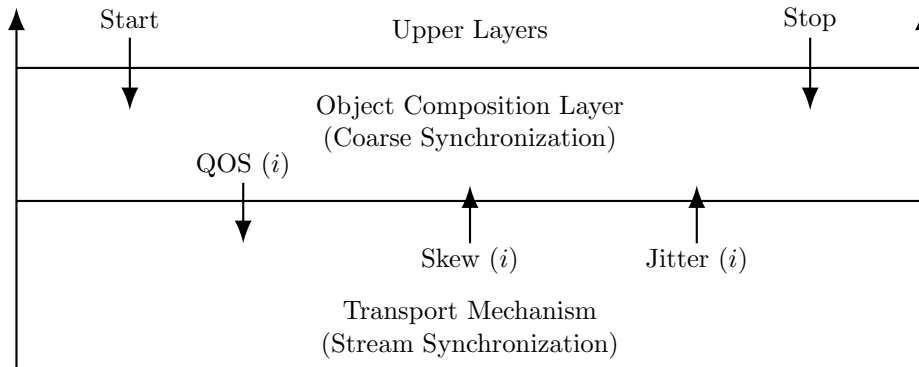 Start
Upper Layers
Stop
Object Composition Layer
(Coarse Synchronization)
QOS (i)
Skew (i)
Jitter (i)
Transport Mechanism
(Stream Synchronization)